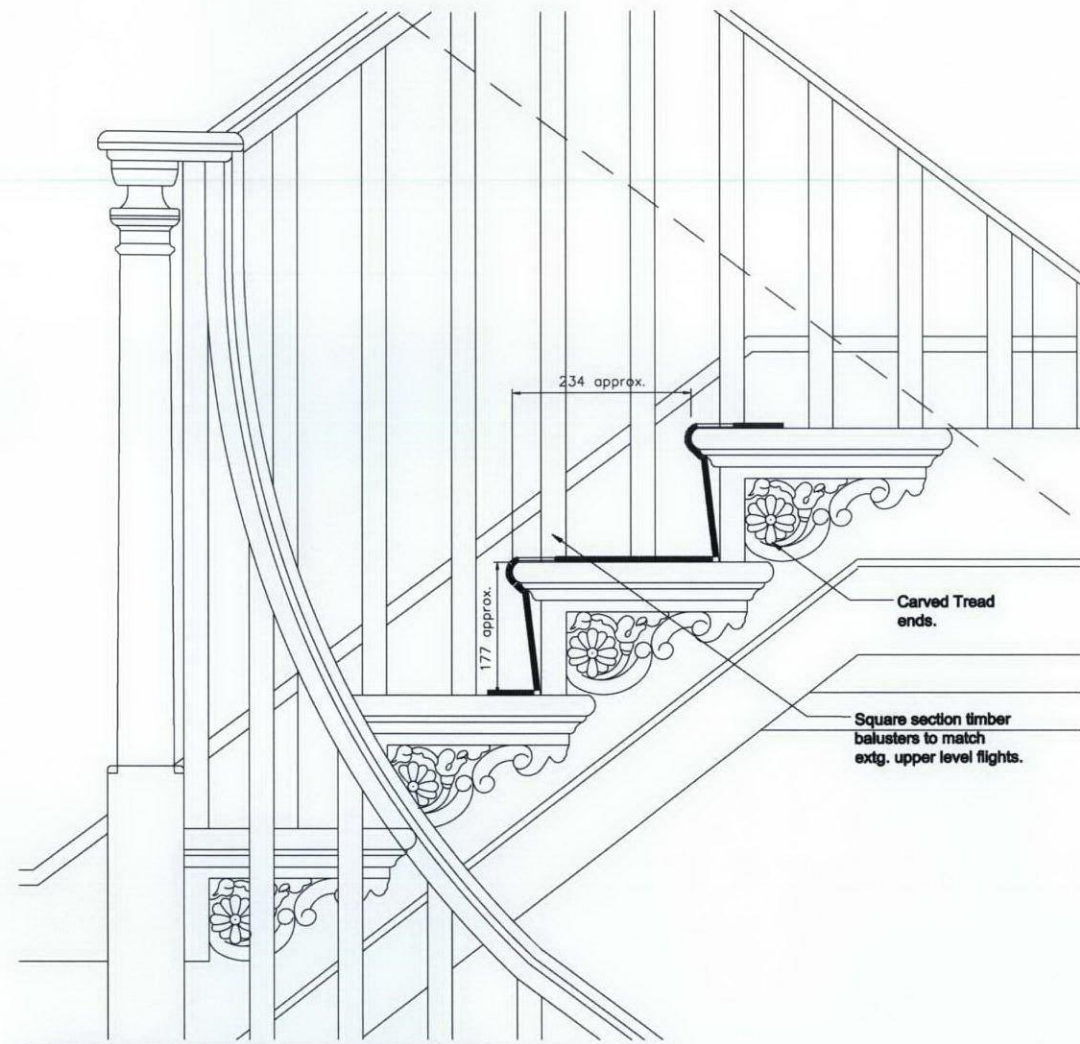 234 approx.
177 approx.
Carved Tread
ends.
Square section timber
balusters to match
extg. upper level flights.